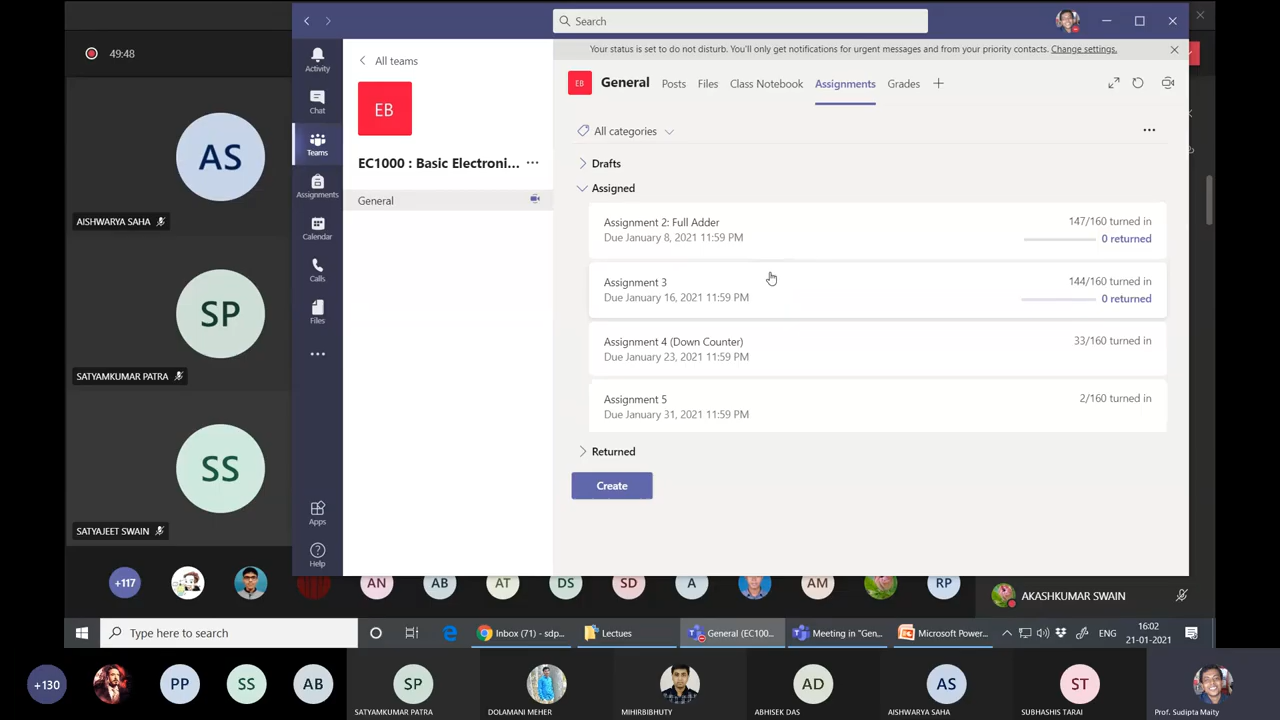 Search
49:48
Your status is set to do not disturb. You'll only get notifications for urgent messages and from your priority contacts. Change settings.
Activity
Chat
Teams
Assignments
Calendar
Calls
Files
Apps
Help
All teams
EB
EC1000 : Basic Electroni...
General
EB
General
Posts
Files
Class Notebook
Assignments
Grades
All categories
Drafts
Assigned
Assignment 2: Full Adder
147/160 turned in
Due January 8, 2021 11:59 PM
0 returned
Assignment 3
144/160 turned in
Due January 16, 2021 11:59 PM
0 returned
Assignment 4 (Down Counter)
33/160 turned in
Due January 23, 2021 11:59 PM
Assignment 5
2/160 turned in
Due January 31, 2021 11:59 PM
Returned
Create
AS
AISHWARYA SAHA
SP
SATYAMKUMAR PATRA
SS
SATYAJEET SWAIN
+117
AN
AB
AT
DS
SD
A
AM
RP
AKASHKUMAR SWAIN
Type here to search
Inbox (71) - sdp...
Lectues
General (EC100...
Meeting in "Gen...
Microsoft Power...
ENG
16:02
21-01-2021
+130
PP
SS
AB
SP
SATYAMKUMAR PATRA
DOLAMANI MEHER
MIHIRBIBHUTY
AD
ABHISEK DAS
AS
AISHWARYA SAHA
ST
SUBHASHIS TARAI
Prof. Sudipta Maity